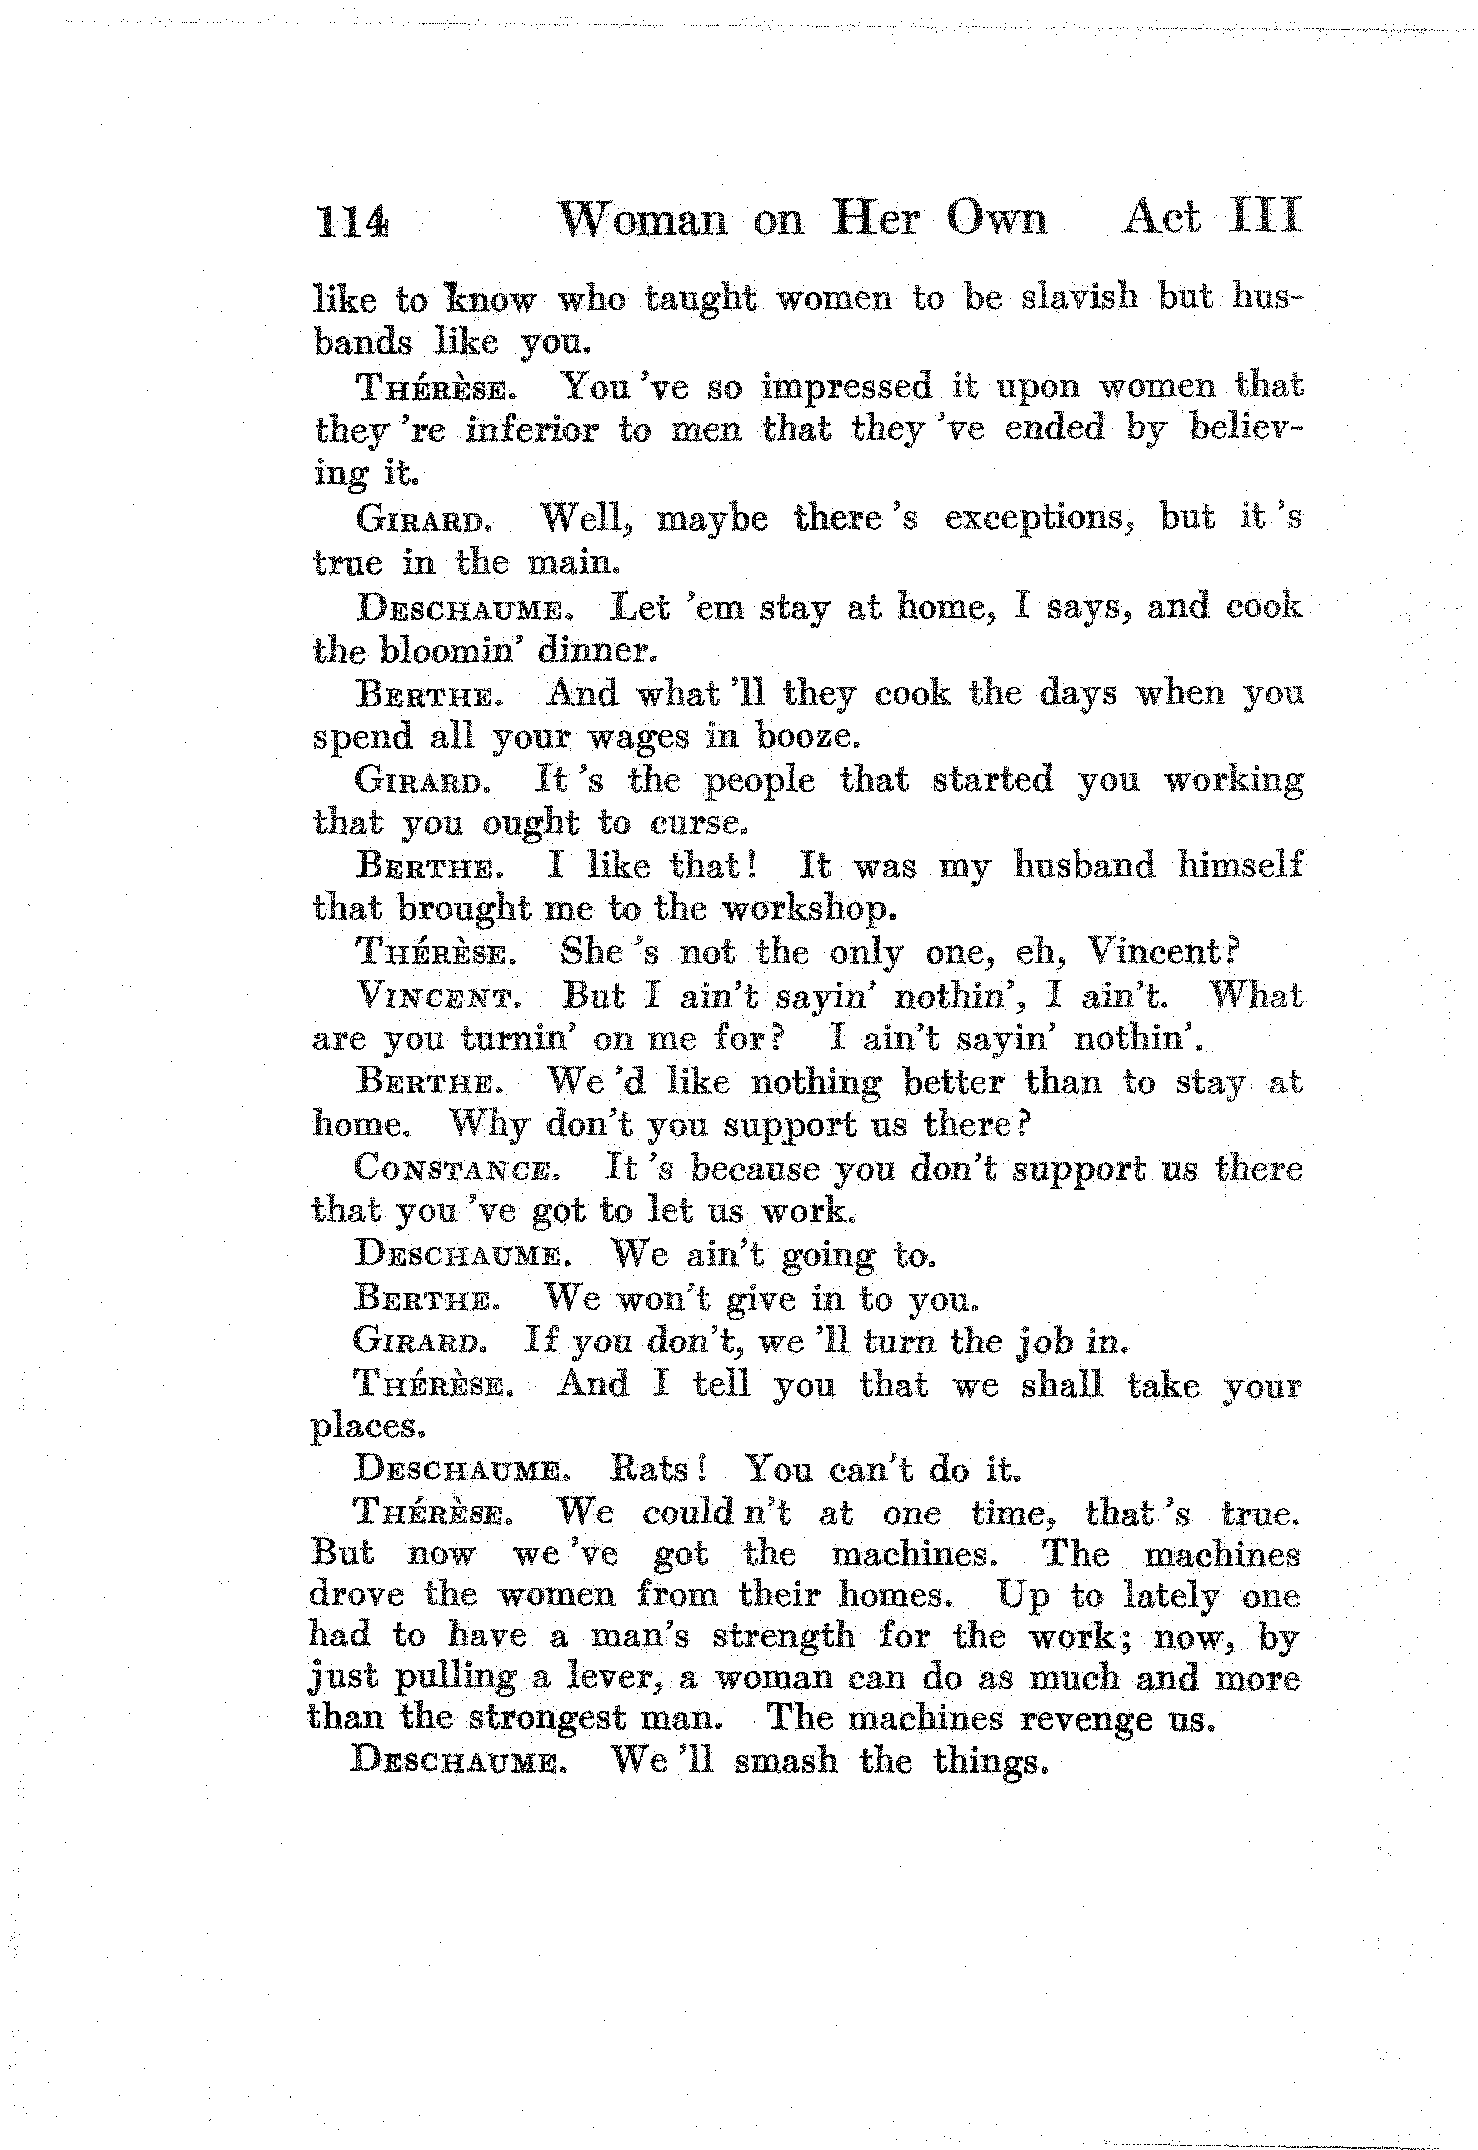 114 Woman on Her Own Act III
like to know who taught women to be slavish but hus-
bands like you.
THÉRÈSE. You 've so impressed it upon women that
they 're inferior to men that they 've ended by believ-
ing it.
GIRARD. Well, maybe there 's exceptions, but it 's
true in the main.
DESCHAUME. Let 'em stay at home, I says, and cook
the bloomin' dinner.
BERTHE. And what 'll they cook the days when you
spend all your wages in booze.
GIRARD. It 's the people that started you working
that you ought to curse.
BERTHE. I like that! It was my husband himself
that brought me to the workshop.
THÉRÈSE. She 's not the only one, eh, Vincent?
VINCENT. But I ain't sayin' nothin', I ain't. What
are you turnin' on me for? I ain't sayin' nothin'.
BERTHE. We 'd like nothing better than to stay at
home. Why don't you support us there?
CONSTANCE. It 's because you don't support us there
that you 've got to let us work.
DESCHAUME. We ain't going to.
BERTHE. We won't give in to you.
GIRARD. If you don't, we 'll turn the job in.
THÉRÈSE. And I tell you that we shall take your
places.
DESCHAUME. Rats! You can't do it.
THÉRÈSE. We could n't at one time, that 's true.
But now we 've got the machines. The machines
drove the women from their homes. Up to lately one
had to have a man's strength for the work; now, by
just pulling a lever, a woman can do as much and more
than the strongest man. The machines revenge us.
DESCHAUME. We 'll smash the things.